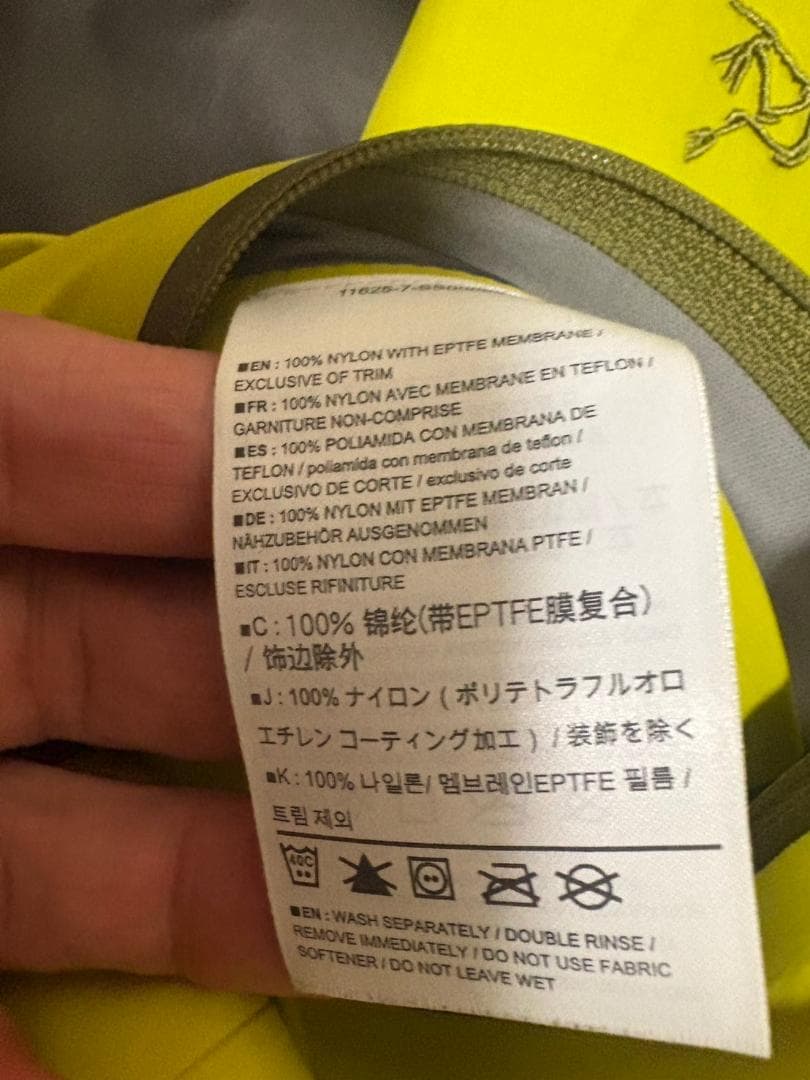 ■EN : 100% NYLON WITH EPTFE MEMBRANE /
EXCLUSIVE OF TRIM
■FR : 100% NYLON AVEC MEMBRANE EN TEFLON /
GARNITURE NON-COMPRISE
■ES : 100% POLIAMIDA CON MEMBRANA DE
TEFLON / poliamida con membrana de teflon /
EXCLUSIVO DE CORTE / exclusivo de corte
■DE : 100% NYLON MIT EPTFE MEMBRAN /
NÄHZUBEHÖR AUSGENOMMEN
■IT : 100% NYLON CON MEMBRANA PTFE /
ESCLUSE RIFINITURE
■C : 100% 锦纶(带EPTFE膜复合)
/ 饰边除外
■J : 100% ナイロン ( ポリテトラフルオロ
エチレン コーティング加工 ) / 装飾を除く
■K : 100% 나일론/ 멤브레인EPTFE 필름 /
트림 제외
40C
■EN : WASH SEPARATELY / DOUBLE RINSE /
REMOVE IMMEDIATELY / DO NOT USE FABRIC
SOFTENER / DO NOT LEAVE WET